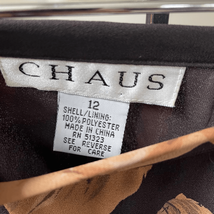 CHAUS
12
SHELL/LINING:
100% POLYESTER
MADE IN CHINA
RN 51323
SEE REVERSE
FOR CARE